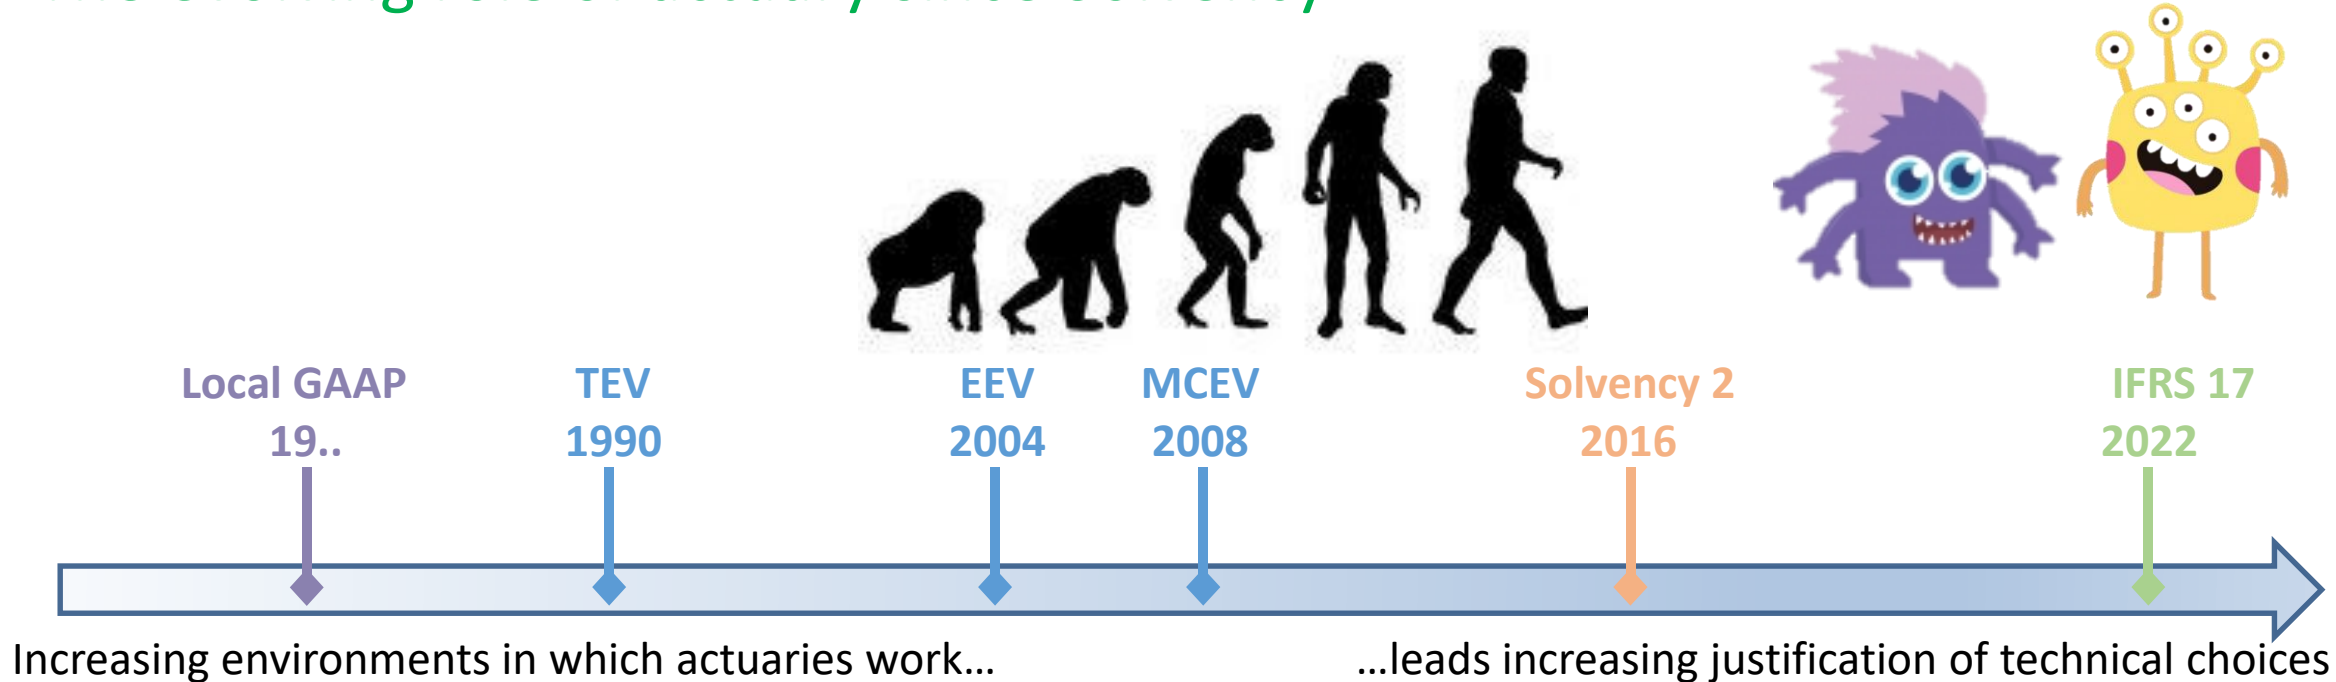 Local GAAP
19..
TEV
1990
EEV
2004
MCEV
2008
Solvency 2
2016
IFRS 17
2022
Increasing environments in which actuaries work…
…leads increasing justification of technical choices